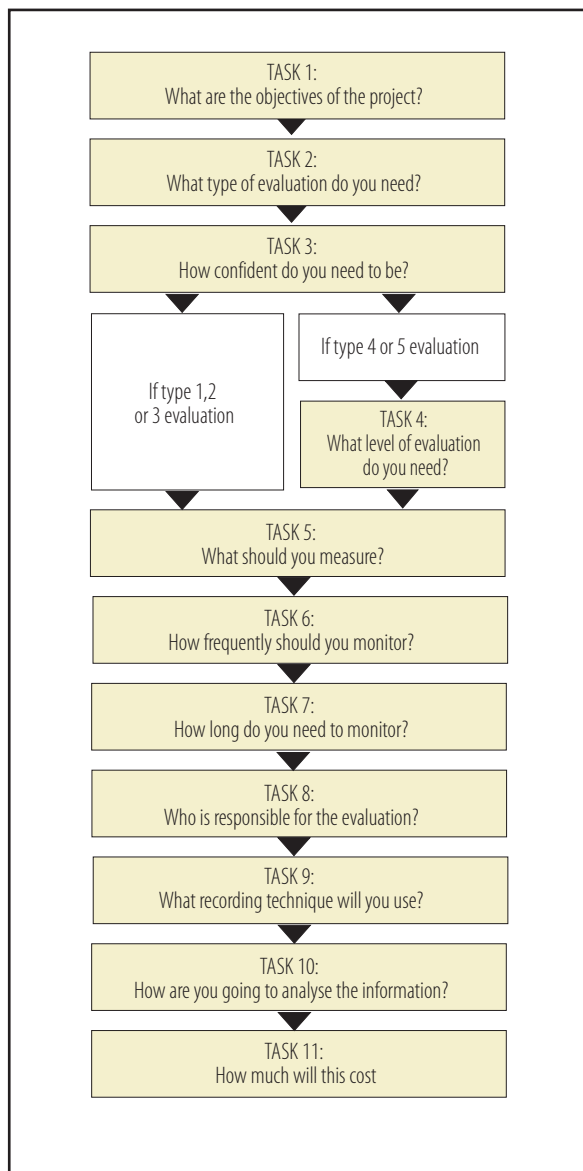 TASK 1:
What are the objectives of the project?
TASK 2:
What type of evaluation do you need?
TASK 3:
How confident do you need to be?
If type 1,2
or 3 evaluation
If type 4 or 5 evaluation
TASK 4:
What level of evaluation
do you need?
TASK 5:
What should you measure?
TASK 6:
How frequently should you monitor?
TASK 7:
How long do you need to monitor?
TASK 8:
Who is responsible for the evaluation?
TASK 9:
What recording technique will you use?
TASK 10:
How are you going to analyse the information?
TASK 11:
How much will this cost